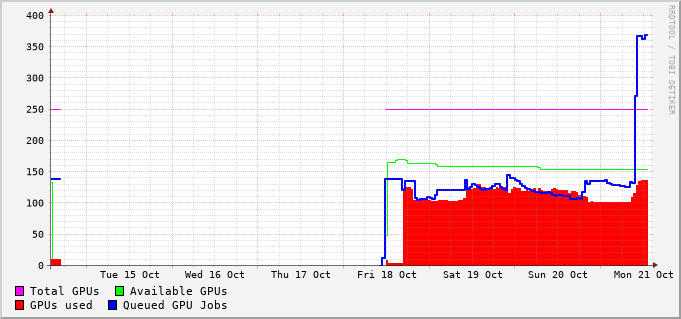 400
350
300
250
200
150
100
50
0
Tue 15 Oct Wed 16 Oct Thu 17 Oct Fri 18 Oct Sat 19 Oct Sun 20 Oct Mon 21 Oct
Total GPUs Available GPUs
GPUs used Queued GPU Jobs
RRDTOOL / TOBI OETIKER